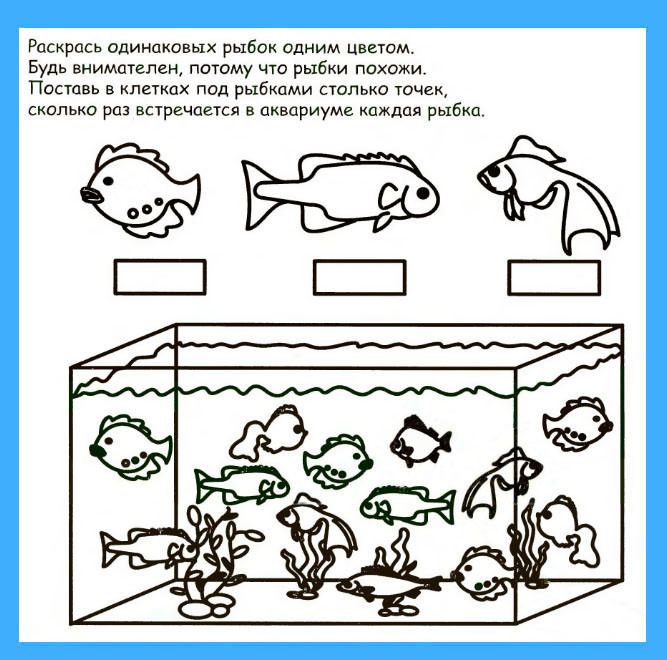 Раскрась одинаковых рыбок одним цветом.
Будь внимателен, потому что рыбки похожи.
Поставь в клетках под рыбками столько точек,
сколько раз встречается в аквариуме каждая рыбка.